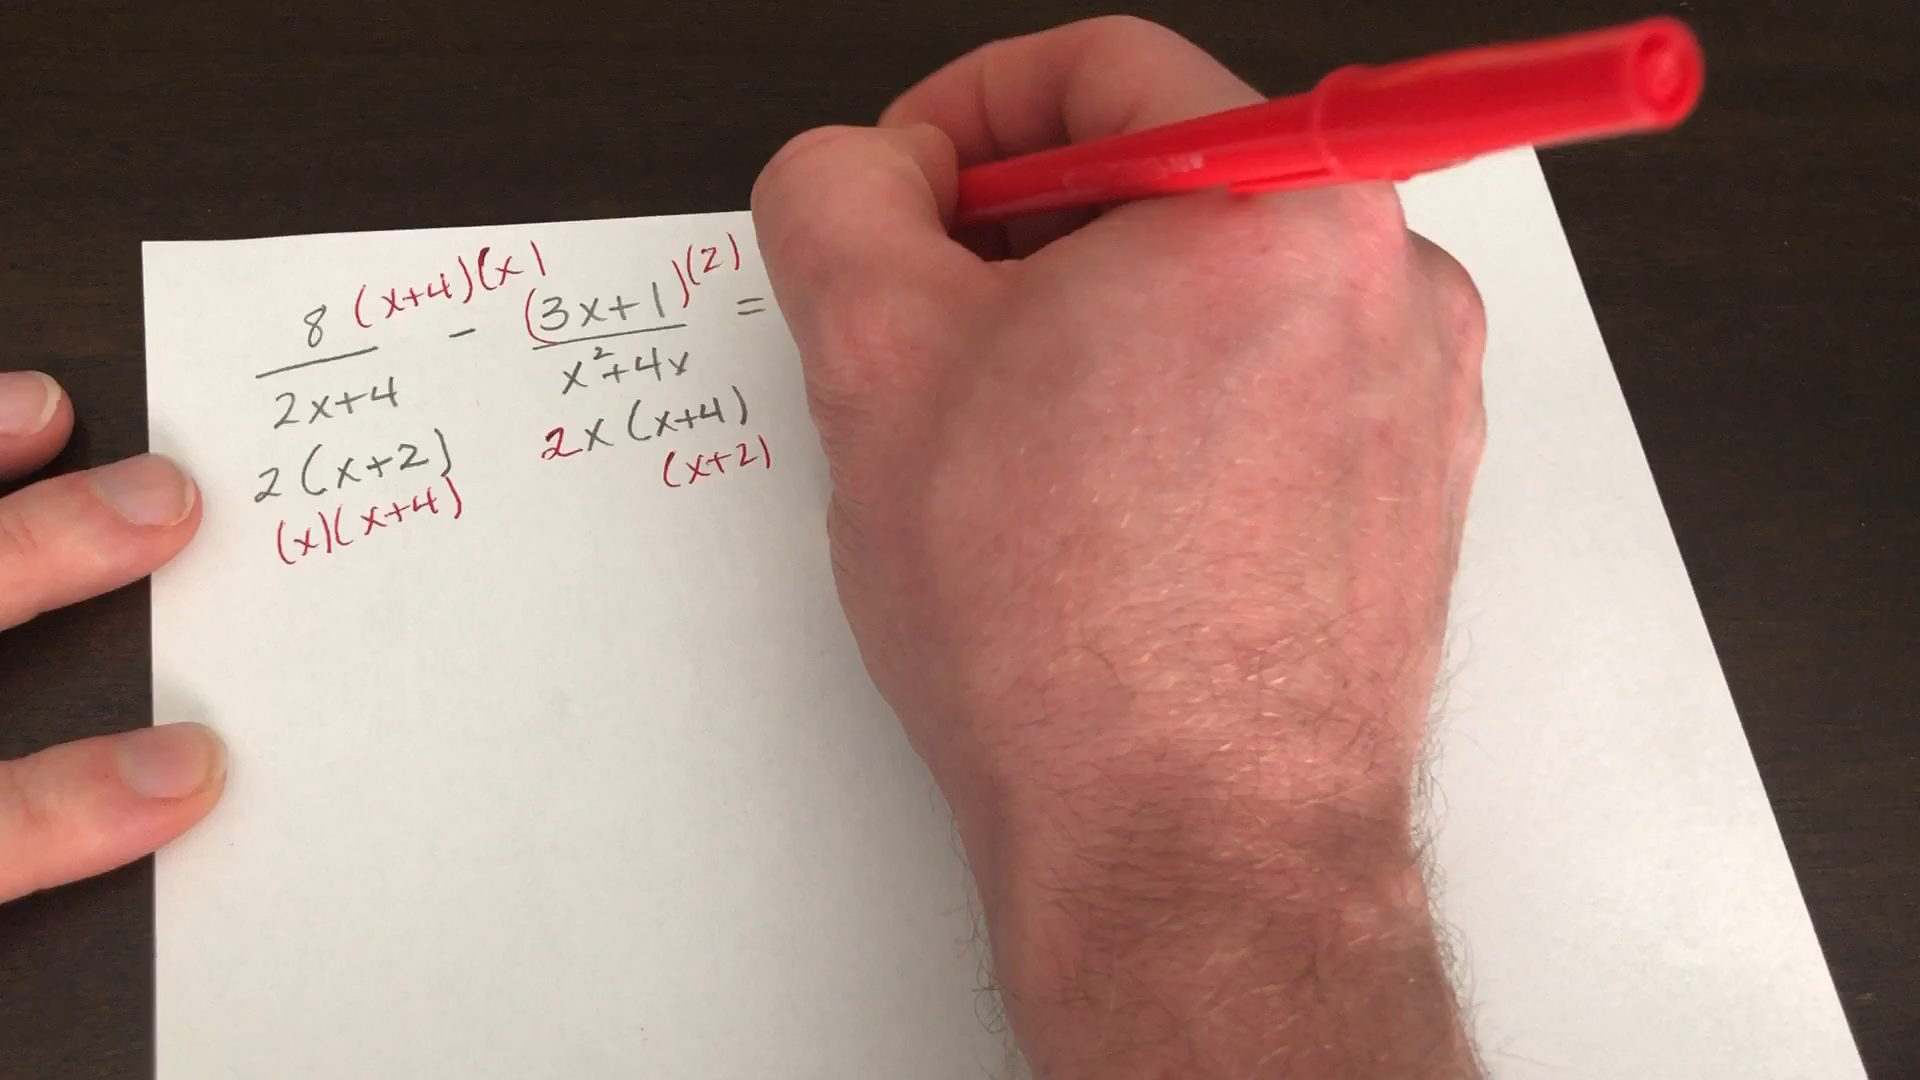 8 (x+4)(x) - (3x+1)(2) =
2x+4 x²+4x
2(x+2) 2x(x+4)
(x)(x+4) (x+2)